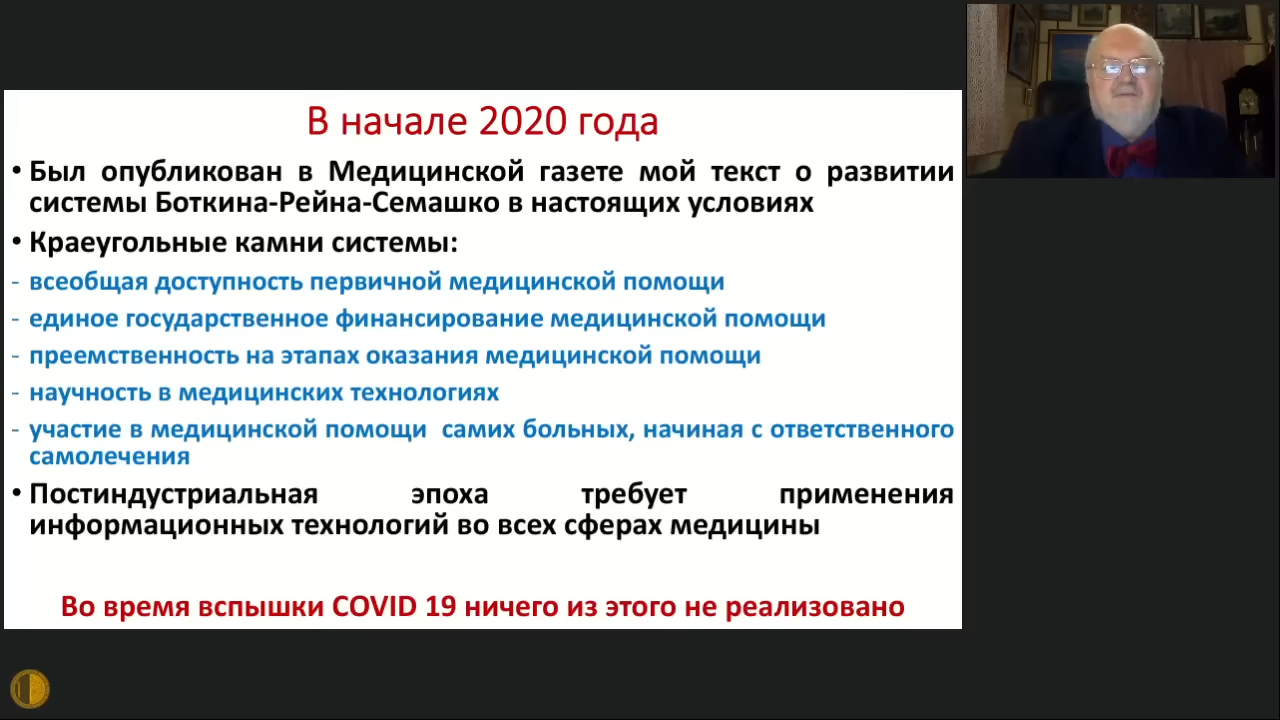 В начале 2020 года
• Был опубликован в Медицинской газете мой текст о развитии
системы Боткина-Рейна-Семашко в настоящих условиях
• Краеугольные камни системы:
- всеобщая доступность первичной медицинской помощи
- единое государственное финансирование медицинской помощи
- преемственность на этапах оказания медицинской помощи
- научность в медицинских технологиях
- участие в медицинской помощи самих больных, начиная с ответственного
самолечения
• Постиндустриальная эпоха требует применения
информационных технологий во всех сферах медицины
Во время вспышки COVID 19 ничего из этого не реализовано